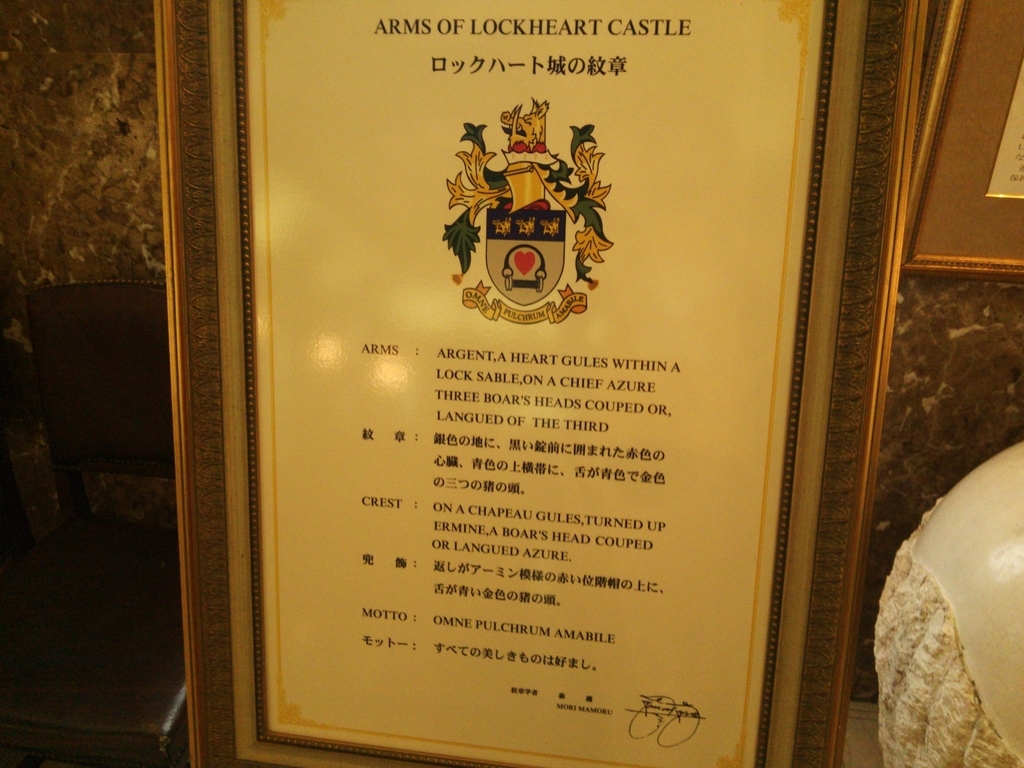 ARMS OF LOCKHEART CASTLE
ロックハート城の紋章
OMNE PULCHRUM AMABILE
ARMS : ARGENT,A HEART GULES WITHIN A
LOCK SABLE,ON A CHIEF AZURE
THREE BOAR'S HEADS COUPED OR,
LANGUED OF THE THIRD
紋 章 : 銀色の地に、黒い錠前に囲まれた赤色の
心臓、青色の上横帯に、舌が青色で金色
の三つの猪の頭。
CREST : ON A CHAPEAU GULES,TURNED UP
ERMINE,A BOAR'S HEAD COUPED
OR LANGUED AZURE.
兜 飾 : 返しがアーミン模様の赤い位階帽の上に、
舌が青い金色の猪の頭。
MOTTO : OMNE PULCHRUM AMABILE
モットー : すべての美しきものは好まし。
紋章学者 森 護
MORI MAMORU